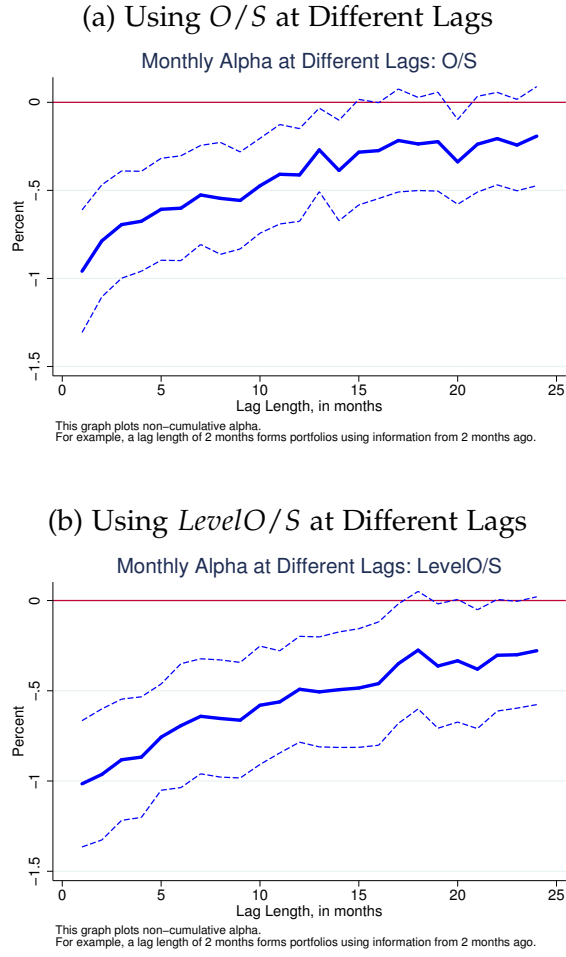 (a) Using O/S at Different Lags
Monthly Alpha at Different Lags: O/S
Percent
0
−.5
−1
−1.5
0 5 10 15 20 25
Lag Length, in months
This graph plots non−cumulative alpha.
For example, a lag length of 2 months forms portfolios using information from 2 months ago.
(b) Using LevelO/S at Different Lags
Monthly Alpha at Different Lags: LevelO/S
Percent
0
−.5
−1
−1.5
0 5 10 15 20 25
Lag Length, in months
This graph plots non−cumulative alpha.
For example, a lag length of 2 months forms portfolios using information from 2 months ago.